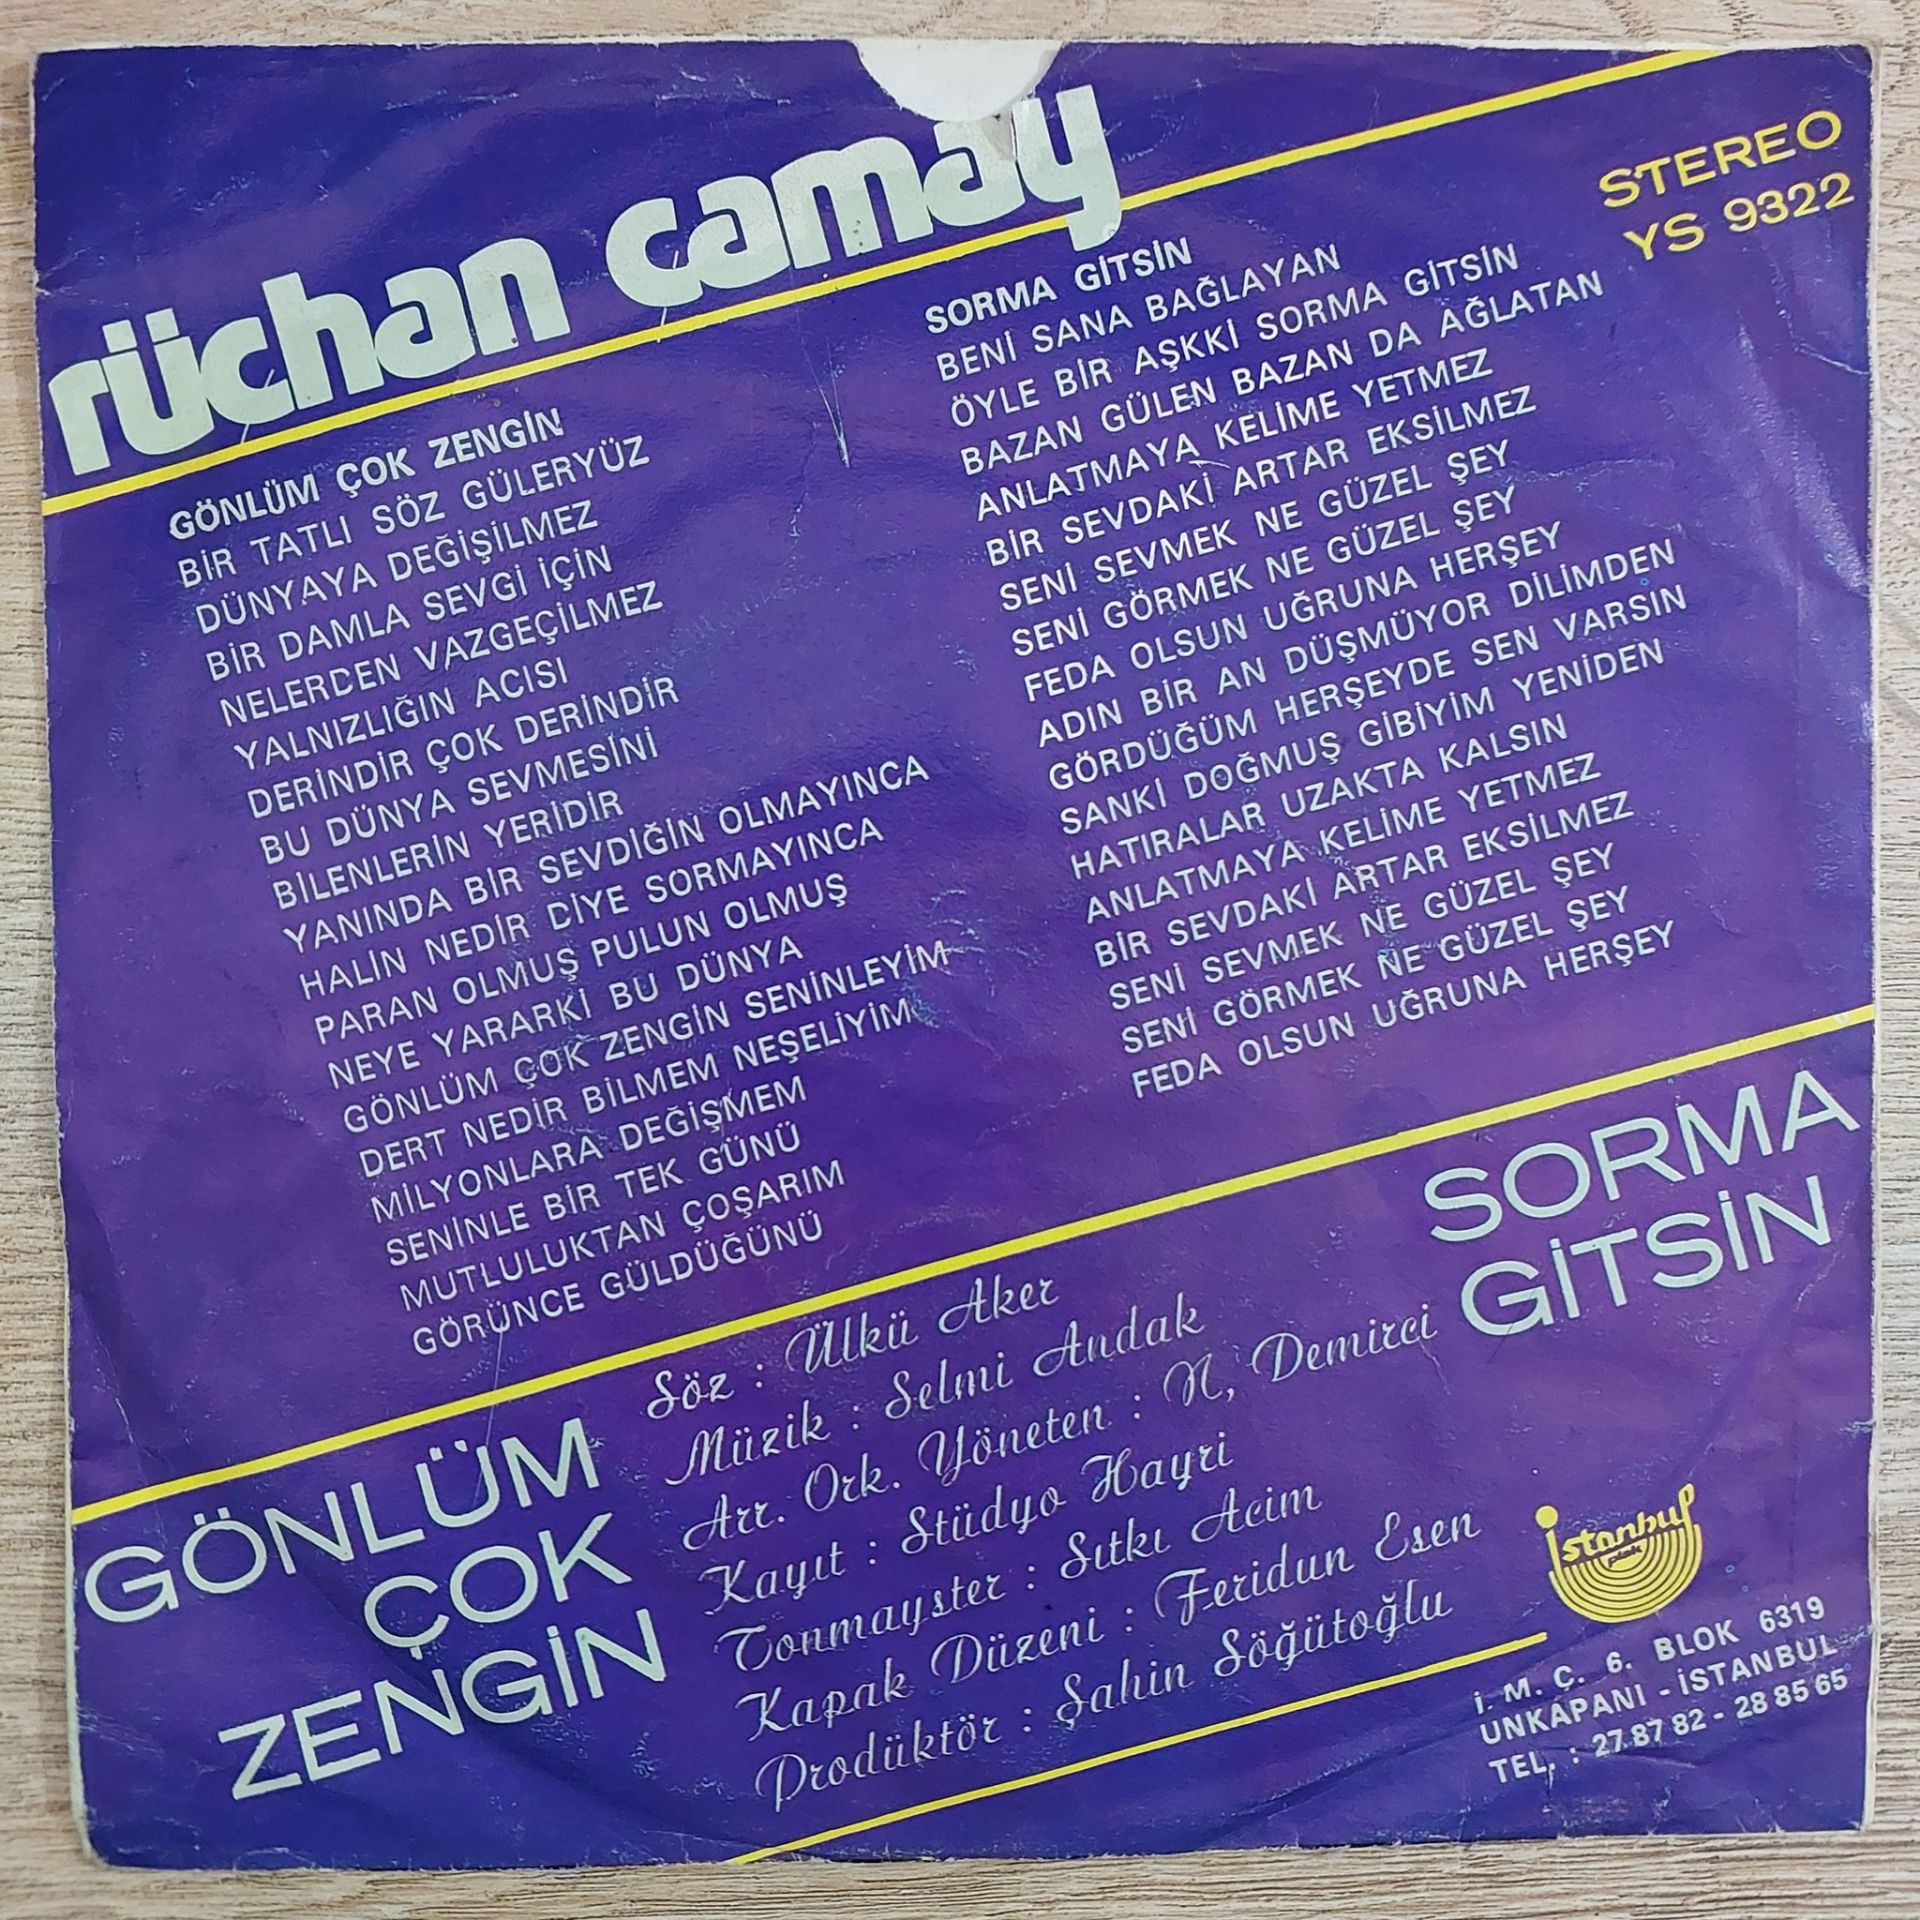 rüchan çamay
STEREO
YS 9322
GÖNLÜM ÇOK ZENGİN
BİR TATLI SÖZ GÜLERYÜZ
DÜNYAYA DEĞİŞİLMEZ
BİR DAMLA SEVGİ İÇİN
NELERDEN VAZGEÇİLMEZ
YALNIZLIĞIN ACISI
DERİNDİR ÇOK DERİNDİR
BU DÜNYA SEVMESİNİ
BİLENLERİN YERİDİR
YANINDA BİR SEVDİĞİN OLMAYINCA
HALİN NEDİR DİYE SORMAYINCA
PARAN OLMUŞ PULUN OLMUŞ
NEYE YARARKİ BU DÜNYA
GÖNLÜM ÇOK ZENGİN SENİNLEYİM
DERT NEDİR BİLMEM NEŞELİYİM
MİLYONLARA DEĞİŞMEM
SENİNLE BİR TEK GÜNÜ
MUTLULUKTAN ÇOŞARIM
GÖRÜNCE GÜLDÜĞÜNÜ
SORMA GİTSİN
BENİ SANA BAĞLAYAN
ÖYLE BİR AŞKKİ SORMA GİTSİN
BAZAN GÜLEN BAZAN DA AĞLATAN
ANLATMAYA KELİME YETMEZ
BİR SEVDAKİ ARTAR EKSİLMEZ
SENİ SEVMEK NE GÜZEL ŞEY
SENİ GÖRMEK NE GÜZEL ŞEY
FEDA OLSUN UĞRUNA HERŞEY
ADIN BİR AN DÜŞMÜYOR DİLİMDEN
GÖRDÜĞÜM HERŞEYDE SEN VARSIN
SANKİ DOĞMUŞ GİBİYİM YENİDEN
HATIRALAR UZAKTA KALSIN
ANLATMAYA KELİME YETMEZ
BİR SEVDAKİ ARTAR EKSİLMEZ
SENİ SEVMEK NE GÜZEL ŞEY
SENİ GÖRMEK NE GÜZEL ŞEY
FEDA OLSUN UĞRUNA HERŞEY
GÖNLÜM
ÇOK
ZENGİN
Söz : Ülkü Aker
Müzik : Selmi Andak
Arr. Ork. Yöneten : N, Demirci
Kayıt : Stüdyo Hayri
Tonmayster : Sıtkı Acim
Kapak Düzeni : Feridun Esen
Prodüktör : Şahin Söğütoğlu
SORMA
GİTSİN
istanbul
plak
İ. M. Ç. 6. BLOK 6319
UNKAPANI - İSTANBUL
TEL. : 27 87 82 - 28 85 65